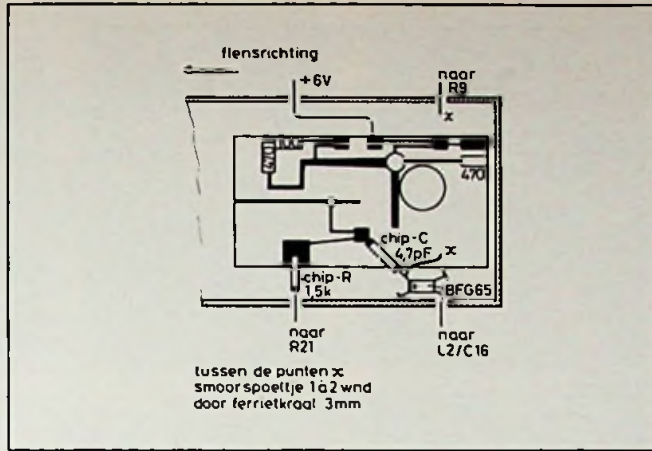 flensrichting
+6V
naar
R9
x
470
470
chip-C
4,7pF
x
BFG65
chip-R
1,5k
naar
R21
naar
L2/C16
tussen de punten x
smoorspoeltje 1 à 2 wnd
door ferrietkraal 3mm